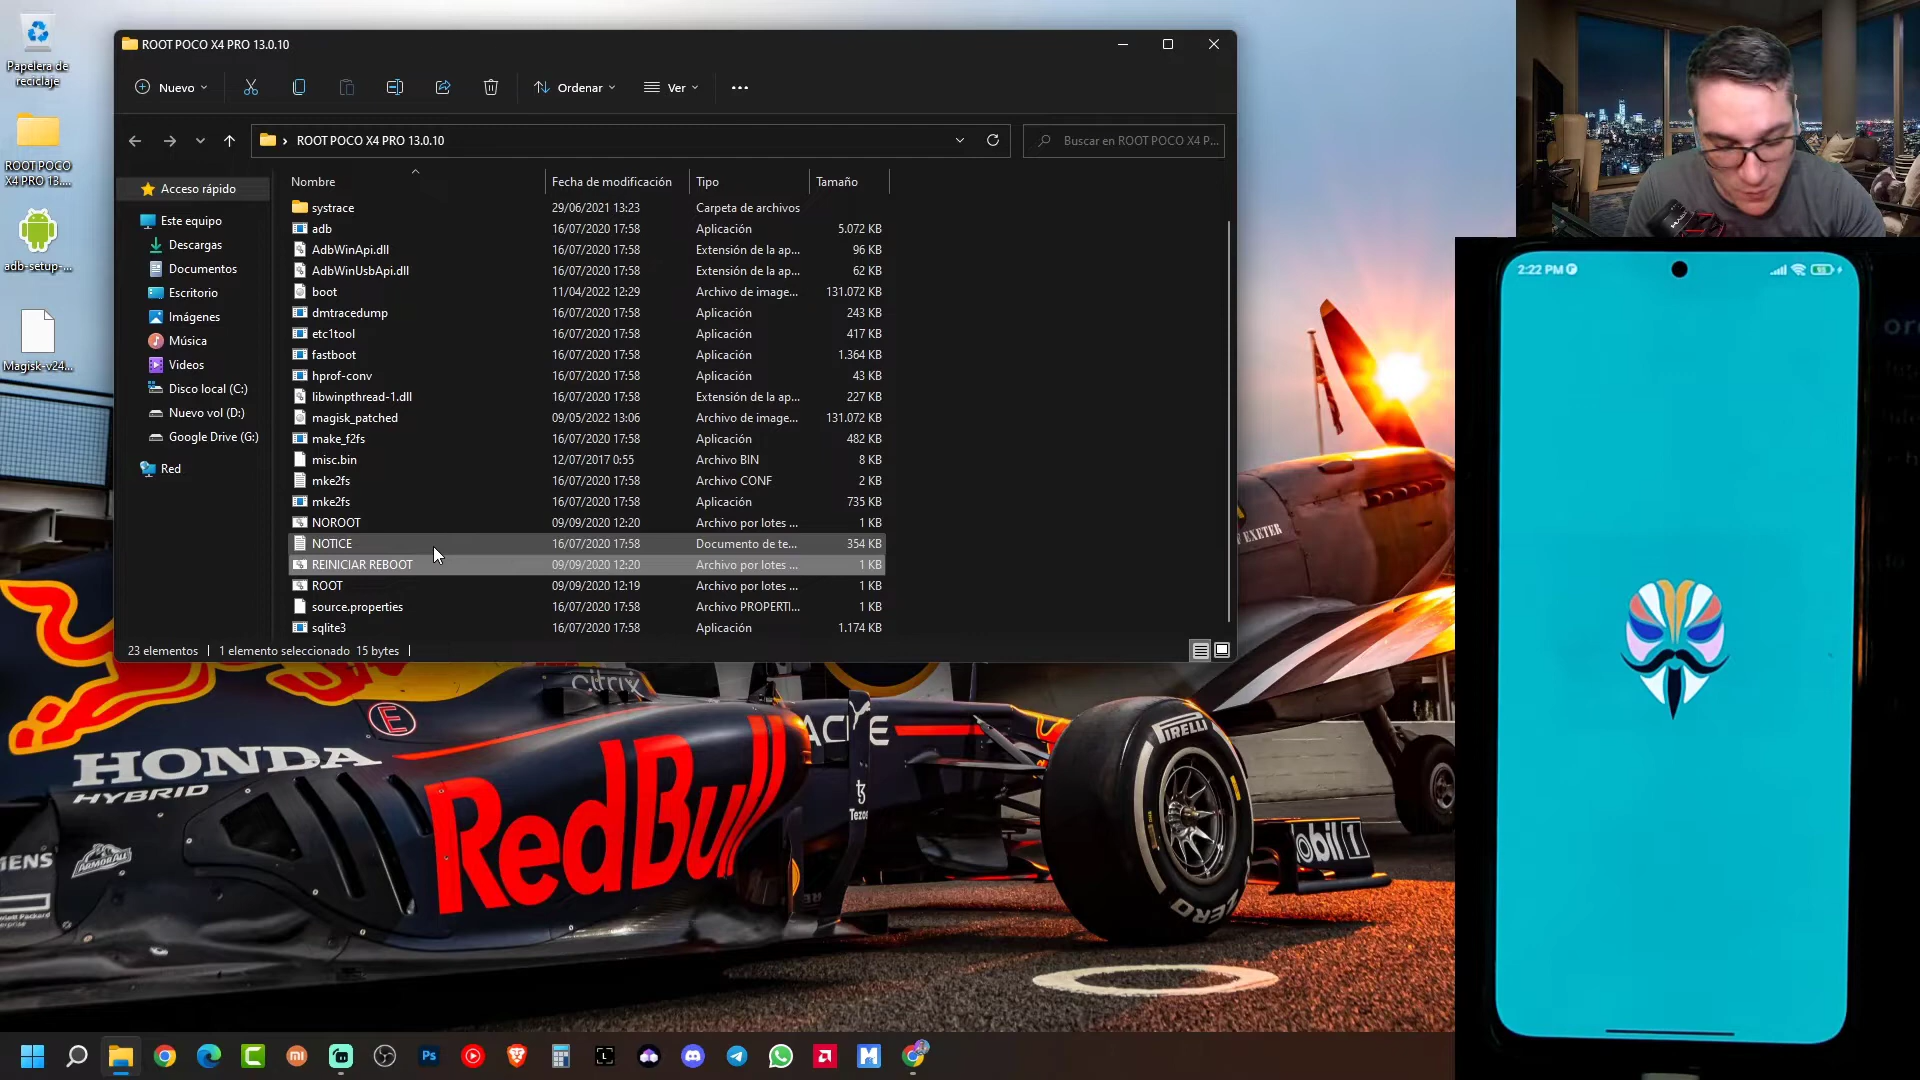 Papelera de
reciclaje
ROOT POCO
X4 PRO 13....
adb-setup-...
Magisk-v24...
ROOT POCO X4 PRO 13.0.10
Nuevo
Ordenar
Ver
ROOT POCO X4 PRO 13.0.10
Buscar en ROOT POCO X4 P...
Acceso rápido
Este equipo
Descargas
Documentos
Escritorio
Imágenes
Música
Videos
Disco local (C:)
Nuevo vol (D:)
Google Drive (G:)
Red
Nombre Fecha de modificación Tipo Tamaño
systrace 29/06/2021 13:23 Carpeta de archivos
adb 16/07/2020 17:58 Aplicación 5.072 KB
AdbWinApi.dll 16/07/2020 17:58 Extensión de la ap... 96 KB
AdbWinUsbApi.dll 16/07/2020 17:58 Extensión de la ap... 62 KB
boot 11/04/2022 12:29 Archivo de image... 131.072 KB
dmtracedump 16/07/2020 17:58 Aplicación 243 KB
etc1tool 16/07/2020 17:58 Aplicación 417 KB
fastboot 16/07/2020 17:58 Aplicación 1.364 KB
hprof-conv 16/07/2020 17:58 Aplicación 43 KB
libwinpthread-1.dll 16/07/2020 17:58 Extensión de la ap... 227 KB
magisk_patched 09/05/2022 13:06 Archivo de image... 131.072 KB
make_f2fs 16/07/2020 17:58 Aplicación 482 KB
misc.bin 12/07/2017 0:55 Archivo BIN 8 KB
mke2fs 16/07/2020 17:58 Archivo CONF 2 KB
mke2fs 16/07/2020 17:58 Aplicación 735 KB
NOROOT 09/09/2020 12:20 Archivo por lotes ... 1 KB
NOTICE 16/07/2020 17:58 Documento de te... 354 KB
REINICIAR REBOOT 09/09/2020 12:20 Archivo por lotes ... 1 KB
ROOT 09/09/2020 12:19 Archivo por lotes ... 1 KB
source.properties 16/07/2020 17:58 Archivo PROPERTI... 1 KB
sqlite3 16/07/2020 17:58 Aplicación 1.174 KB
23 elementos 1 elemento seleccionado 15 bytes
2:22 PM
EXETER
citrix
HONDA
HYBRID
RedBull
Tezos
PIRELLI
ZERO
Mobil 1
Ps